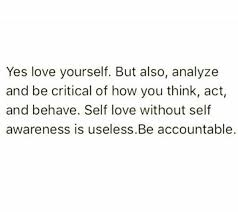 Yes love yourself. But also, analyze
and be critical of how you think, act,
and behave. Self love without self
awareness is useless.Be accountable.